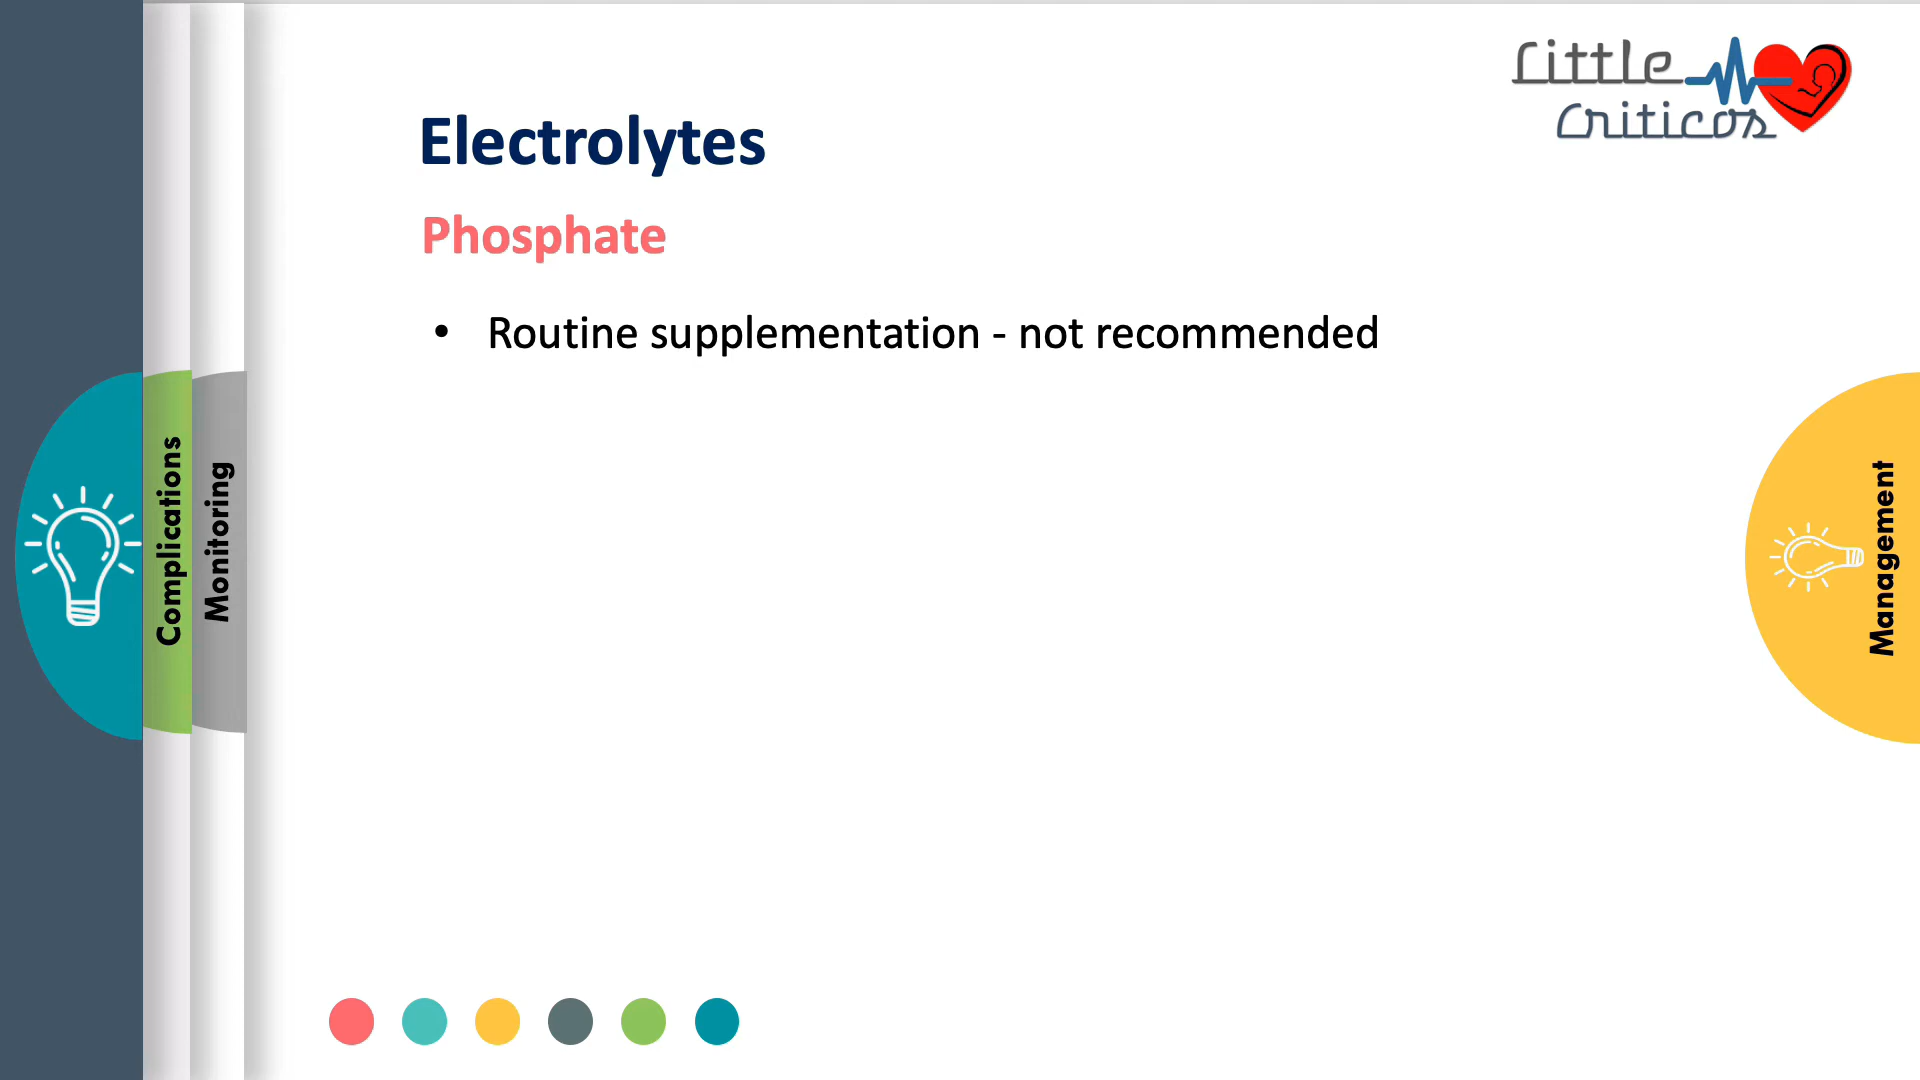 Little
Criticos
Electrolytes
Phosphate
• Routine supplementation - not recommended
Complications
Monitoring
Management